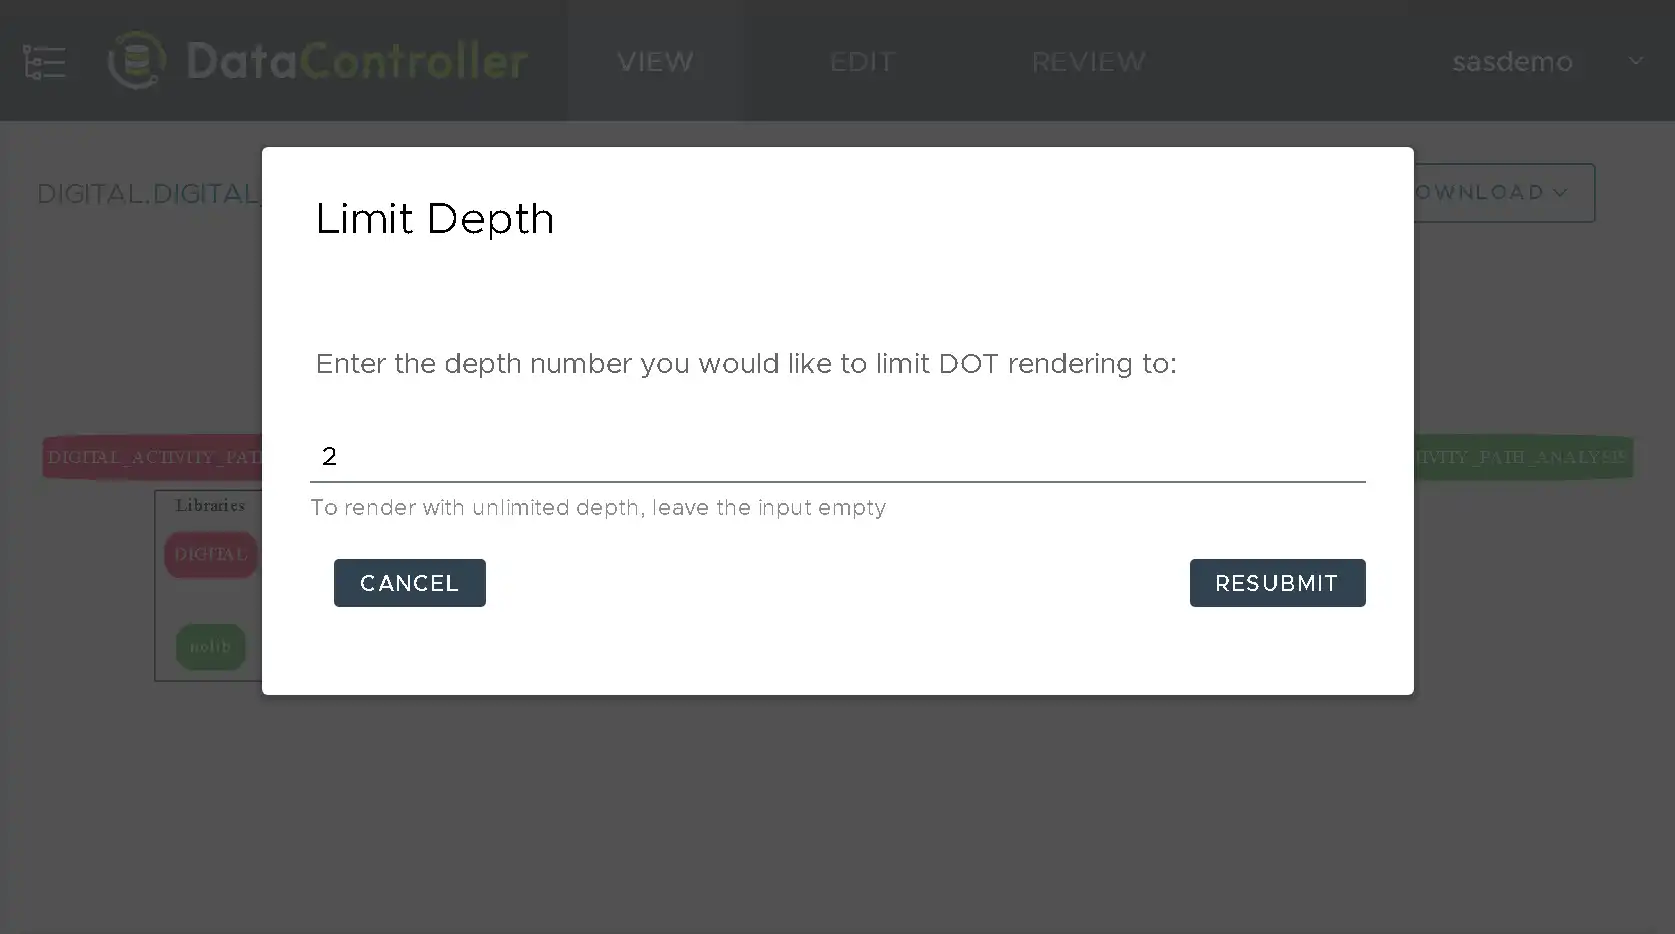 DataController
VIEW
EDIT
REVIEW
sasdemo
DIGITAL.DIGITAL_
OWNLOAD
Limit Depth
Enter the depth number you would like to limit DOT rendering to:
2
To render with unlimited depth, leave the input empty
CANCEL
RESUBMIT
DIGITAL_ACTIVITY_PATH
IVITY_PATH_ANALYSIS
Libraries
DIGITAL
nolib